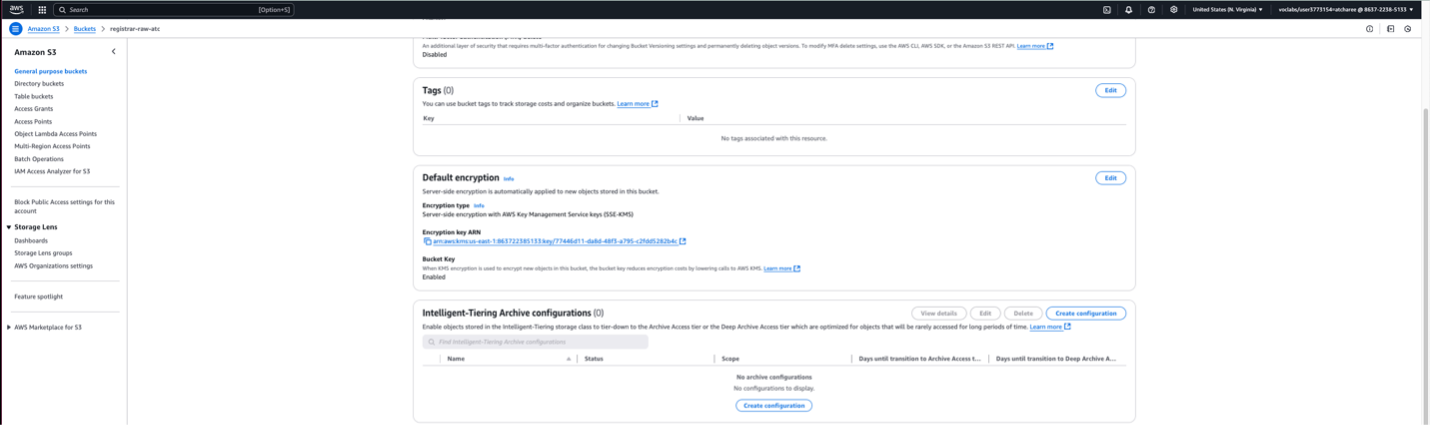 aws
Search
[Option+S]
United States (N. Virginia)
voclabs/user3773154=atcharee @ 8637-2238-5133
Amazon S3
Buckets
registrar-raw-atc
Amazon S3
General purpose buckets
Directory buckets
Table buckets
Access Grants
Access Points
Object Lambda Access Points
Multi-Region Access Points
Batch Operations
IAM Access Analyzer for S3
Block Public Access settings for this
account
Storage Lens
Dashboards
Storage Lens groups
AWS Organizations settings
Feature spotlight
AWS Marketplace for S3
An additional layer of security that requires multi-factor authentication for changing Bucket Versioning settings and permanently deleting object versions. To modify MFA delete settings, use the AWS CLI, AWS SDK, or the Amazon S3 REST API. Learn more
Disabled
Tags (0)
Edit
You can use bucket tags to track storage costs and organize buckets. Learn more
Key
Value
No tags associated with this resource.
Default encryption Info
Edit
Server-side encryption is automatically applied to new objects stored in this bucket.
Encryption type Info
Server-side encryption with AWS Key Management Service keys (SSE-KMS)
Encryption key ARN
arn:aws:kms:us-east-1:863722385133:key/77446d11-da8d-48f3-a795-c2fdd5282b4c
Bucket Key
When KMS encryption is used to encrypt new objects in this bucket, the bucket key reduces encryption costs by lowering calls to AWS KMS. Learn more
Enabled
Intelligent-Tiering Archive configurations (0)
View details
Edit
Delete
Create configuration
Enable objects stored in the Intelligent-Tiering storage class to tier-down to the Archive Access tier or the Deep Archive Access tier which are optimized for objects that will be rarely accessed for long periods of time. Learn more
Find Intelligent-Tiering Archive configurations
Name
Status
Scope
Days until transition to Archive Access t...
Days until transition to Deep Archive A...
No archive configurations
No configurations to display.
Create configuration